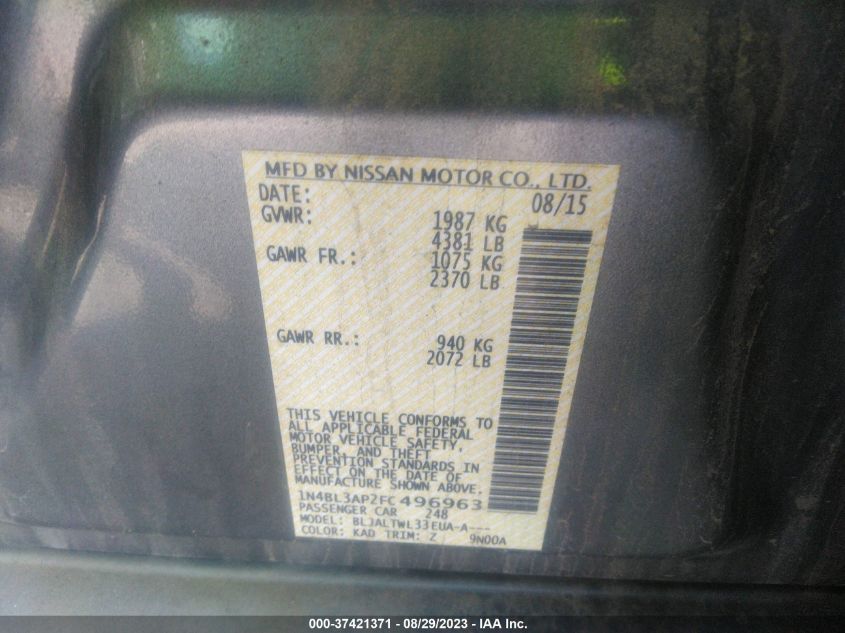 MFD BY NISSAN MOTOR CO., LTD.
DATE: 08/15
GVWR: 1987 KG
4381 LB
GAWR FR.: 1075 KG
2370 LB
GAWR RR.: 940 KG
2072 LB
THIS VEHICLE CONFORMS TO
ALL APPLICABLE FEDERAL
MOTOR VEHICLE SAFETY,
BUMPER, AND THEFT
PREVENTION STANDARDS IN
EFFECT ON THE DATE OF
MANUFACTURE SHOWN ABOVE.
1N4BL3AP2FC496963
PASSENGER CAR 248
MODEL: BLJALTWL33EUA-A---
COLOR: KAD TRIM: Z 9N00A
000-37421371 - 08/29/2023 - IAA Inc.